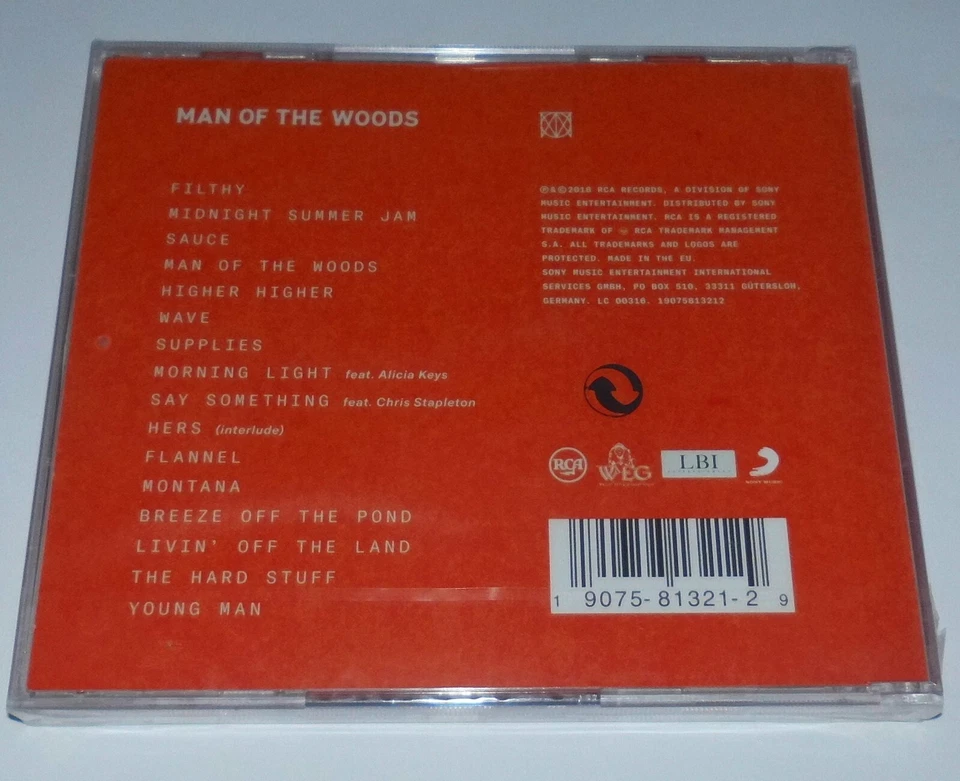 MAN OF THE WOODS
FILTHY
MIDNIGHT SUMMER JAM
SAUCE
MAN OF THE WOODS
HIGHER HIGHER
WAVE
SUPPLIES
MORNING LIGHT feat. Alicia Keys
SAY SOMETHING feat. Chris Stapleton
HERS (interlude)
FLANNEL
MONTANA
BREEZE OFF THE POND
LIVIN' OFF THE LAND
THE HARD STUFF
YOUNG MAN
℗&©2018 RCA RECORDS, A DIVISION OF SONY
MUSIC ENTERTAINMENT. DISTRIBUTED BY SONY
MUSIC ENTERTAINMENT. RCA IS A REGISTERED
TRADEMARK OF RCA TRADEMARK MANAGEMENT
S.A. ALL TRADEMARKS AND LOGOS ARE
PROTECTED. MADE IN THE EU.
SONY MUSIC ENTERTAINMENT INTERNATIONAL
SERVICES GMBH, PO BOX 510, 33311 GÜTERSLOH,
GERMANY. LC 00316. 19075813212
RCA
WEG
LBI
SONY MUSIC
1 9075-81321-2 9